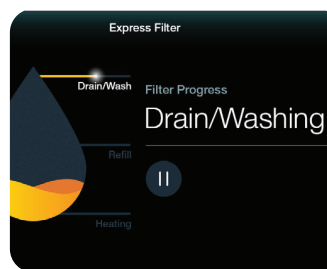 Express Filter
Drain/Wash
Filter Progress
Drain/Washing
Refill
Heating